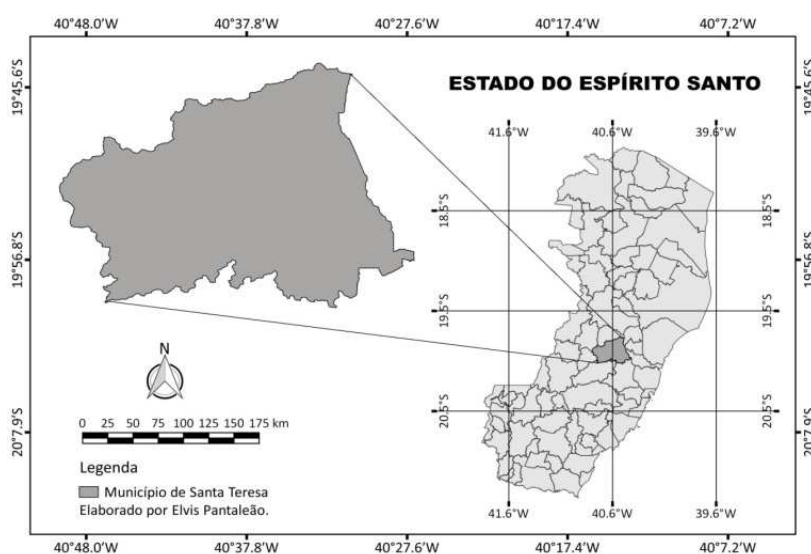 40°48.0'W 40°37.8'W 40°27.6'W 40°17.4'W 40°7.2'W
19°45.6'S 19°45.6'S
ESTADO DO ESPÍRITO SANTO
41.6°W 40.6°W 39.6°W
18.5°S 18.5°S
19°56.8'S 19°56.8'S
19.5°S 19.5°S
N
20.5°S 20.5°S
0 25 50 75 100 125 150 175 km
20°7.9'S 20°7.9'S
Legenda
Município de Santa Teresa
Elaborado por Elvis Pantaleão.
41.6°W 40.6°W 39.6°W
40°48.0'W 40°37.8'W 40°27.6'W 40°17.4'W 40°7.2'W